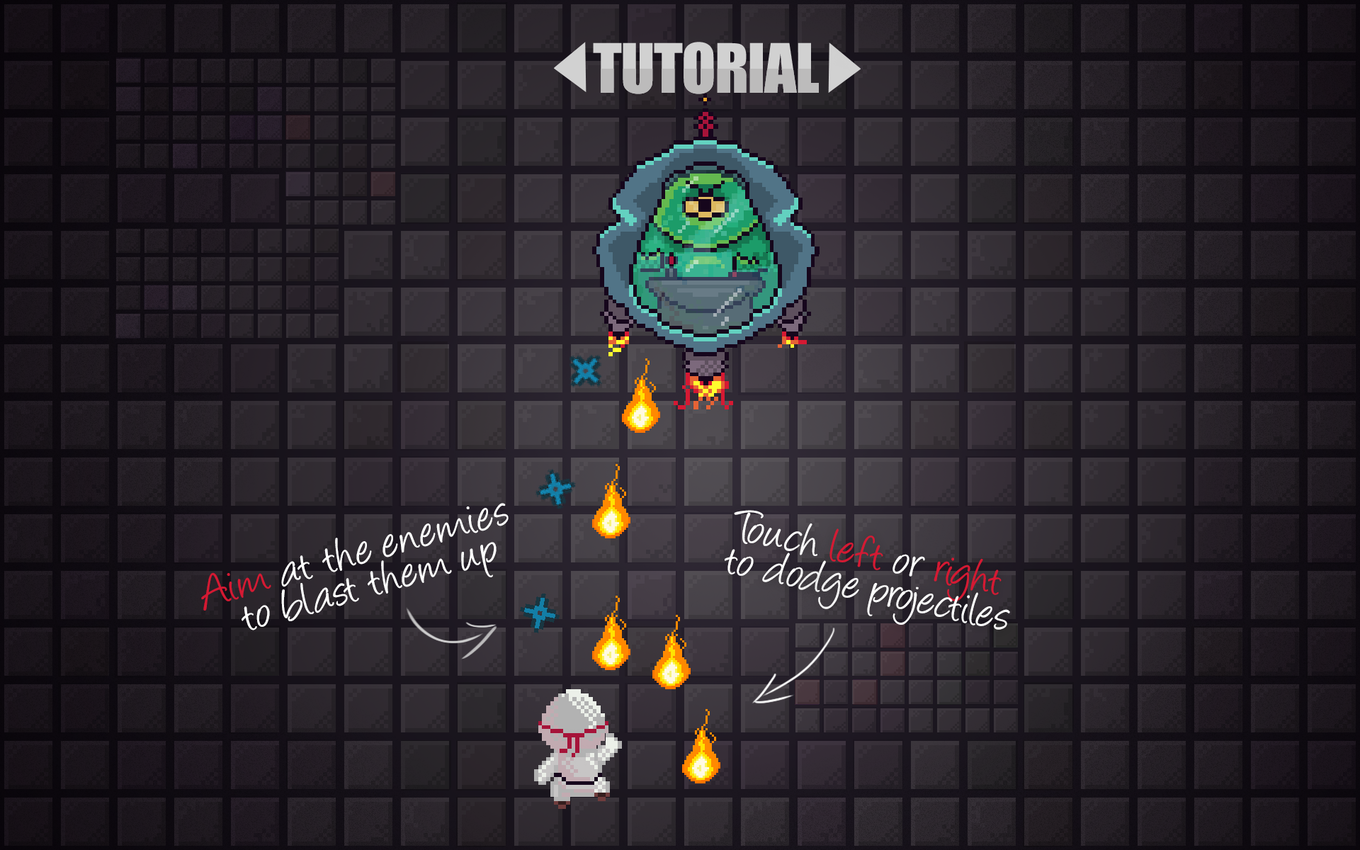 TUTORIAL
Aim at the enemies
to blast them up
Touch left or right
to dodge projectiles